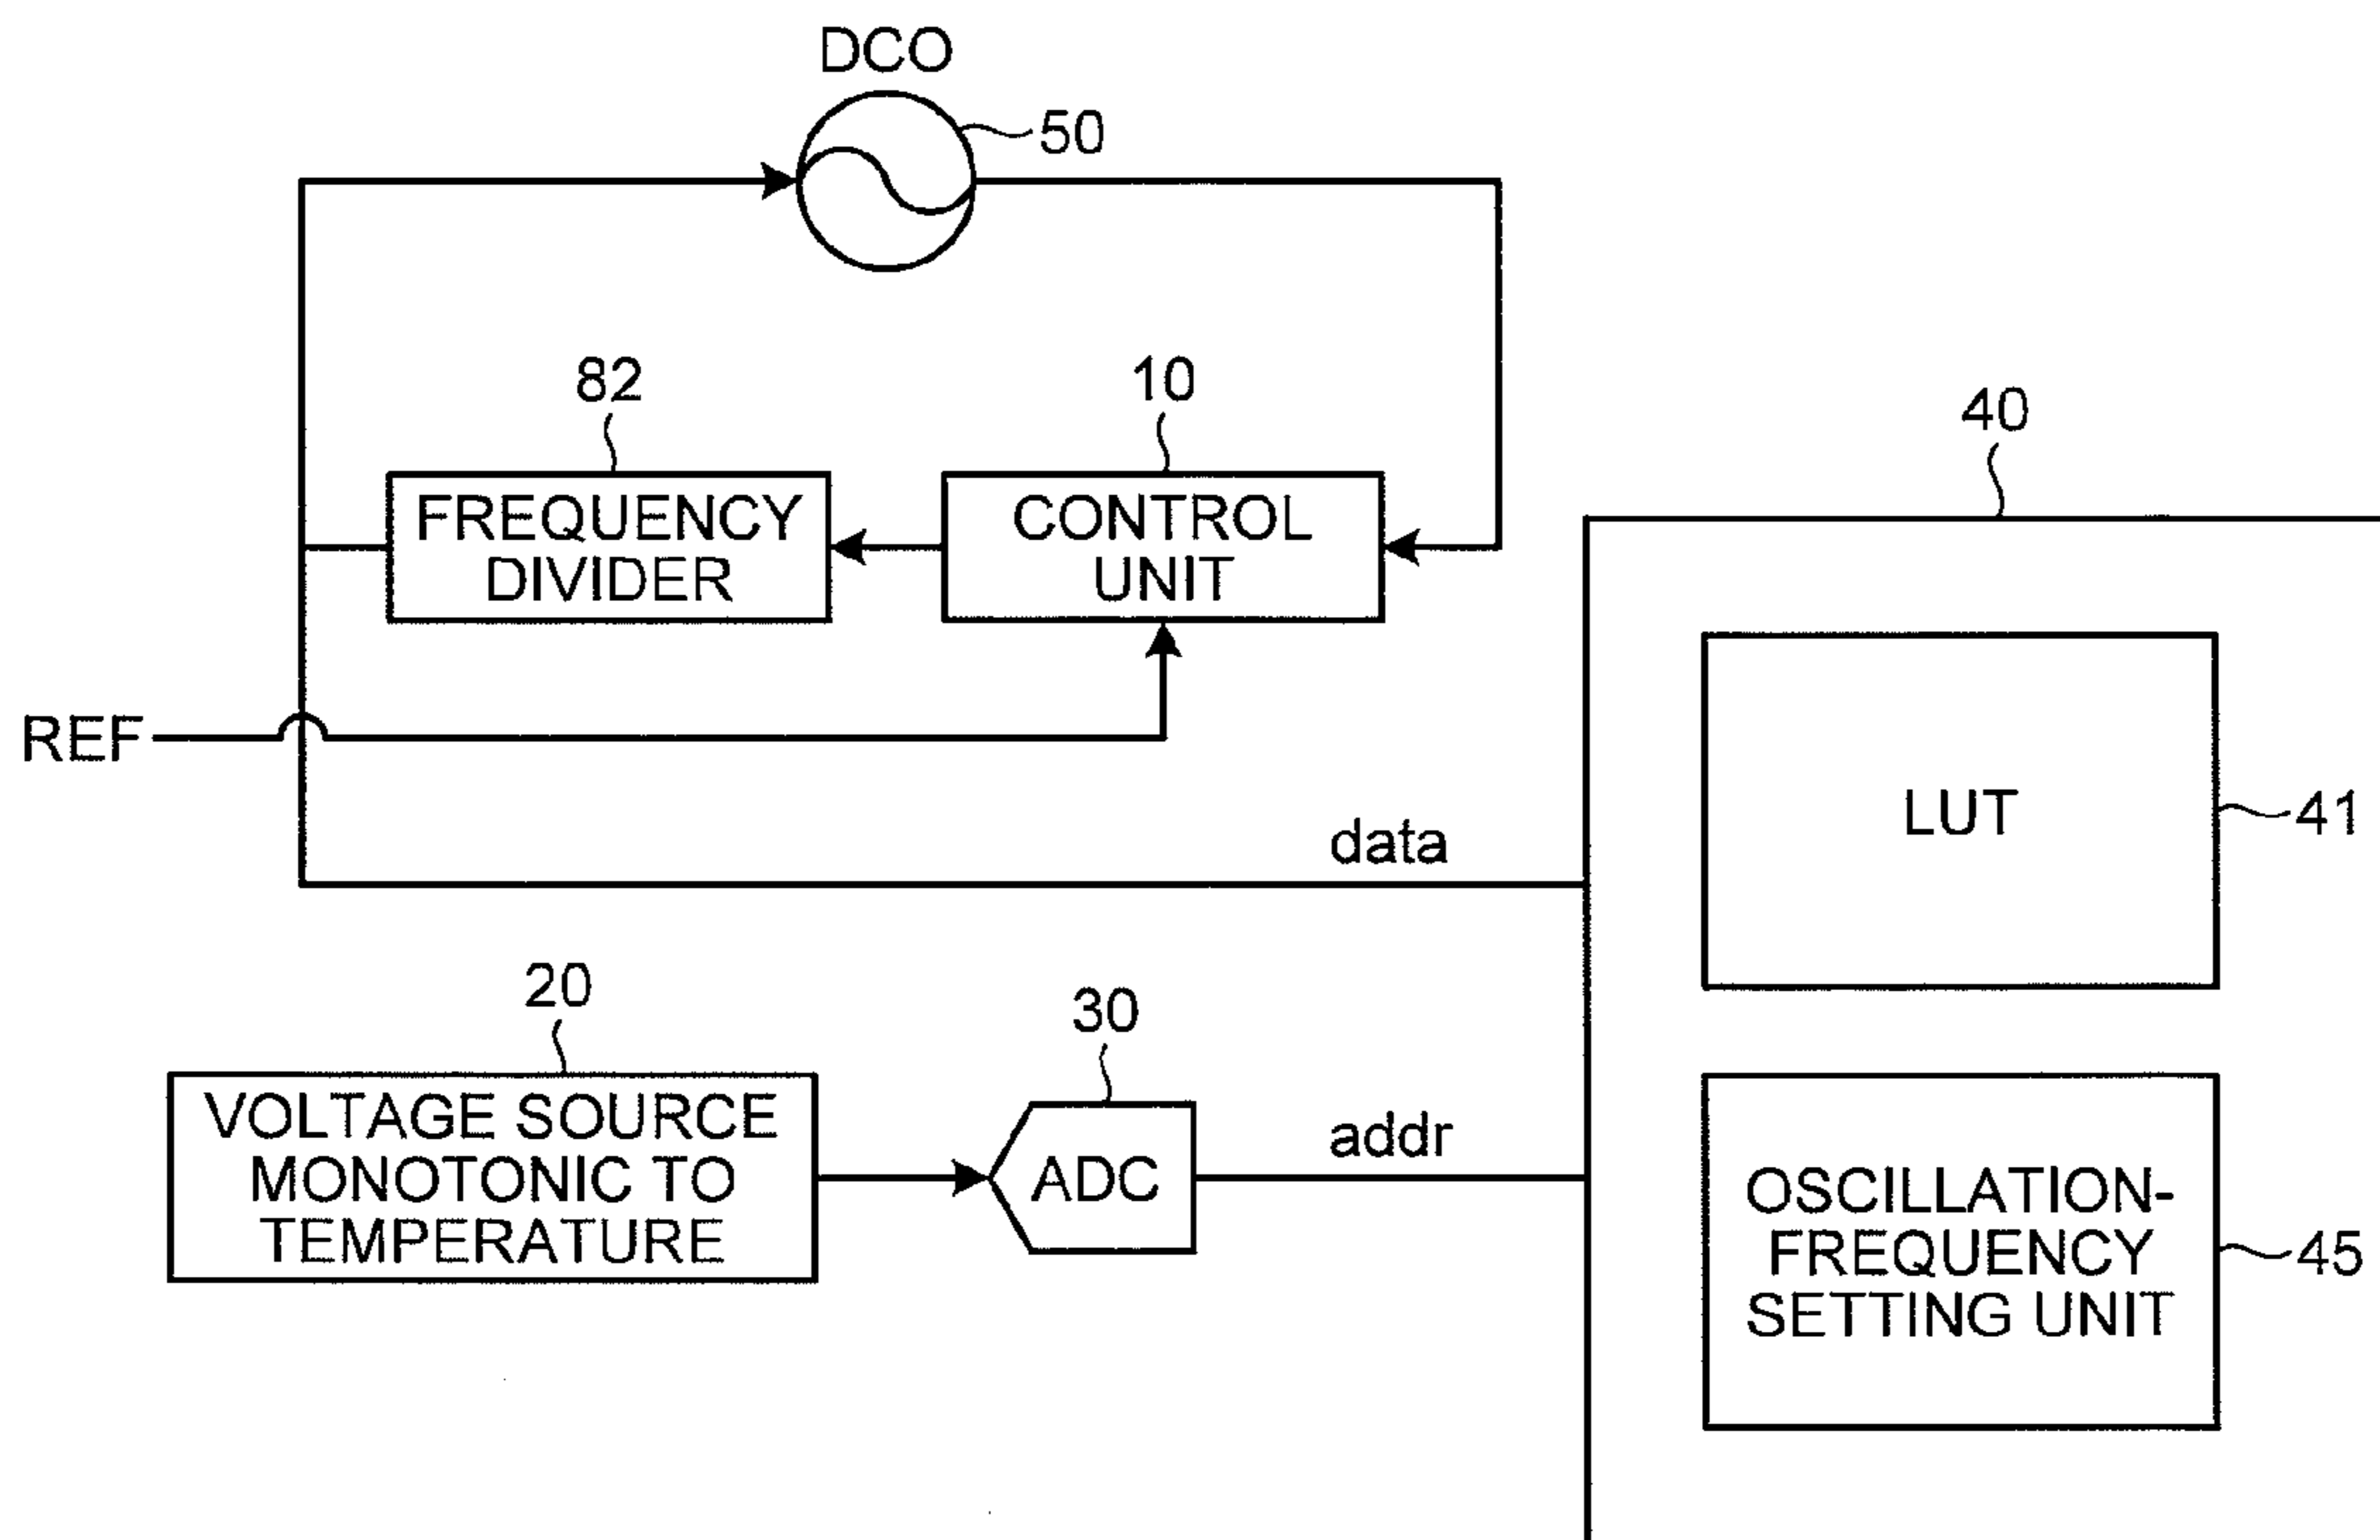 DCO
50
82
10
40
FREQUENCY
DIVIDER
CONTROL
UNIT
REF
LUT
41
data
20
30
VOLTAGE SOURCE
MONOTONIC TO
TEMPERATURE
ADC
addr
OSCILLATION-
FREQUENCY
SETTING UNIT
45